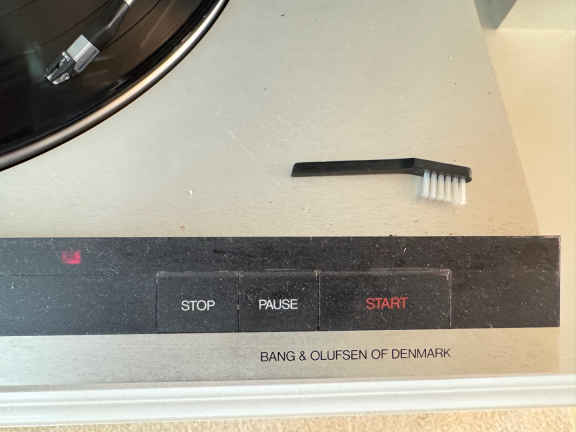 STOP PAUSE START
BANG & OLUFSEN OF DENMARK